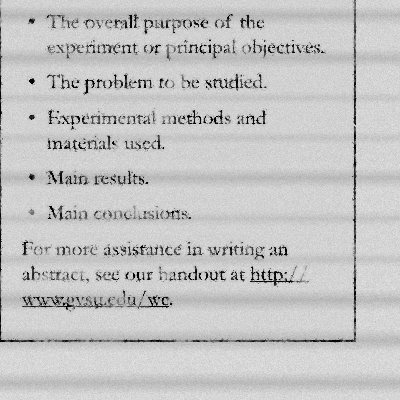 • The overall purpose of the
experiment or principal objectives.
• The problem to be studied.
• Experimental methods and
materials used.
• Main results.
• Main conclusions.
For more assistance in writing an
abstract, see our handout at http://
www.gvsu.edu/wc.